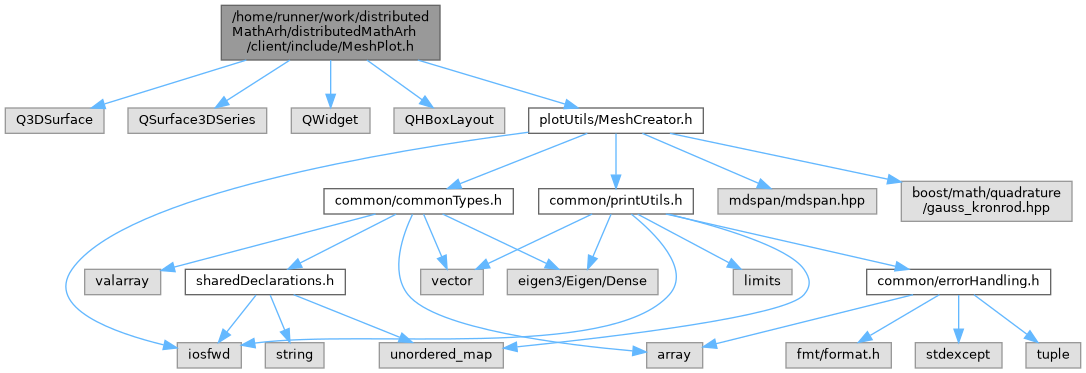 /home/runner/work/distributed
MathArh/distributedMathArh
/client/include/MeshPlot.h
Q3DSurface
QSurface3DSeries
QWidget
QHBoxLayout
plotUtils/MeshCreator.h
common/commonTypes.h
common/printUtils.h
mdspan/mdspan.hpp
boost/math/quadrature
/gauss_kronrod.hpp
valarray
sharedDeclarations.h
vector
eigen3/Eigen/Dense
limits
common/errorHandling.h
iosfwd
string
unordered_map
array
fmt/format.h
stdexcept
tuple